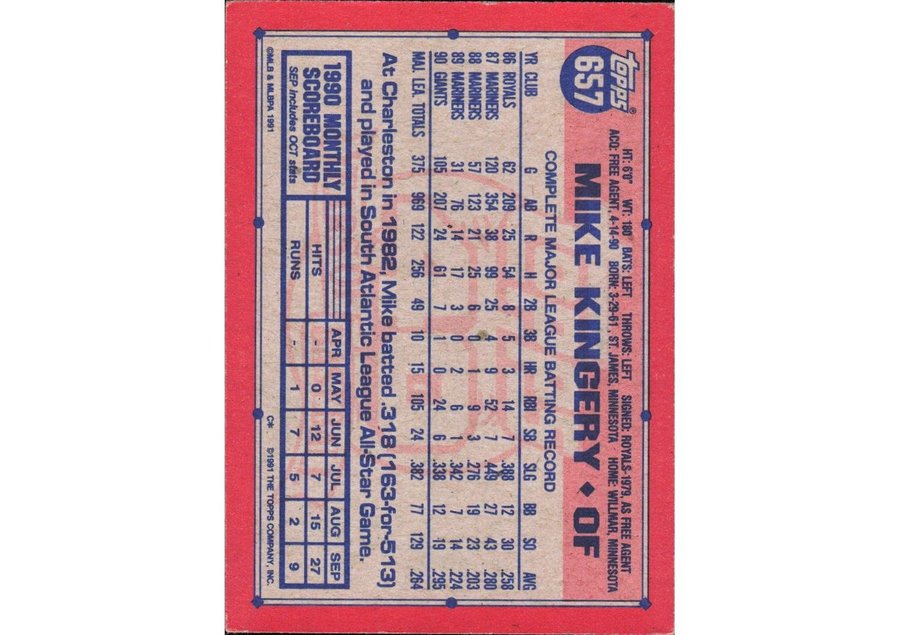 topps®
657
HT: 6'0" WT: 180 BATS: LEFT THROWS: LEFT SIGNED: ROYALS-1979, AS FREE AGENT
ACQ: FREE AGENT, 4-14-90 BORN: 3-29-61, ST. JAMES, MINNESOTA HOME: WILLMAR, MINNESOTA
MIKE KINGERY ◆ OF
COMPLETE MAJOR LEAGUE BATTING RECORD
YR CLUB G AB R H 2B 3B HR RBI SB SLG BB SO AVG
86 ROYALS 62 209 25 54 8 5 3 14 7 .388 12 30 .258
87 MARINERS 120 354 38 99 25 4 9 52 7 .449 27 43 .280
88 MARINERS 57 123 21 25 6 0 1 9 3 .276 19 23 .203
89 MARINERS 31 76 14 17 3 0 2 6 1 .342 7 14 .224
90 GIANTS 105 207 24 61 7 1 0 24 6 .338 12 19 .295
MAJ. LEA. TOTALS 375 969 122 256 49 10 15 105 24 .382 77 129 .264
At Charleston in 1982, Mike batted .318 (163-for-513)
and played in South Atlantic League All-Star Game.
1990 MONTHLY
SCOREBOARD
SEP includes OCT stats
APR MAY JUN JUL AUG SEP
HITS - 0 12 7 15 27
RUNS - 1 7 5 2 9
©MLB & MLBPA 1991
C* ©1991 THE TOPPS COMPANY, INC.